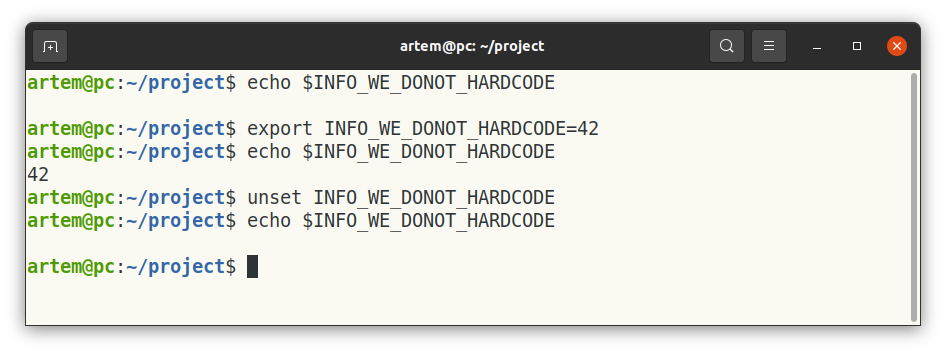 artem@pc: ~/project
artem@pc:~/project$ echo $INFO_WE_DONOT_HARDCODE
artem@pc:~/project$ export INFO_WE_DONOT_HARDCODE=42
artem@pc:~/project$ echo $INFO_WE_DONOT_HARDCODE
42
artem@pc:~/project$ unset INFO_WE_DONOT_HARDCODE
artem@pc:~/project$ echo $INFO_WE_DONOT_HARDCODE
artem@pc:~/project$